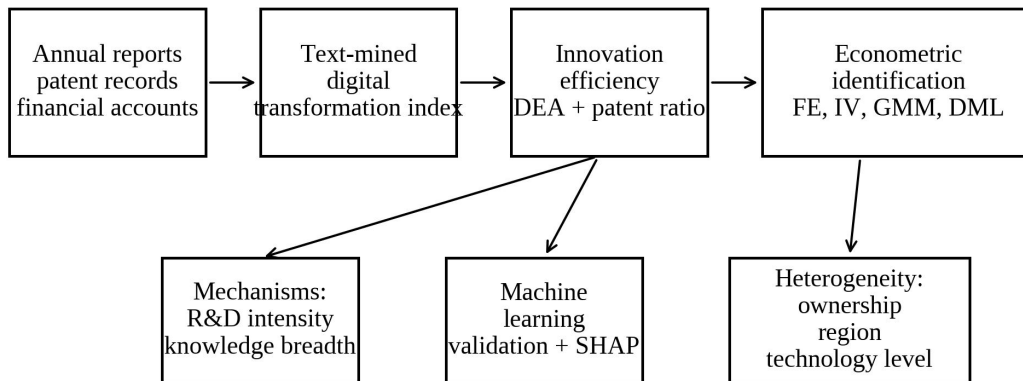 Annual reports
patent records
financial accounts
Text-mined
digital
transformation index
Innovation
efficiency
DEA + patent ratio
Econometric
identification
FE, IV, GMM, DML
Mechanisms:
R&D intensity
knowledge breadth
Machine
learning
validation + SHAP
Heterogeneity:
ownership
region
technology level